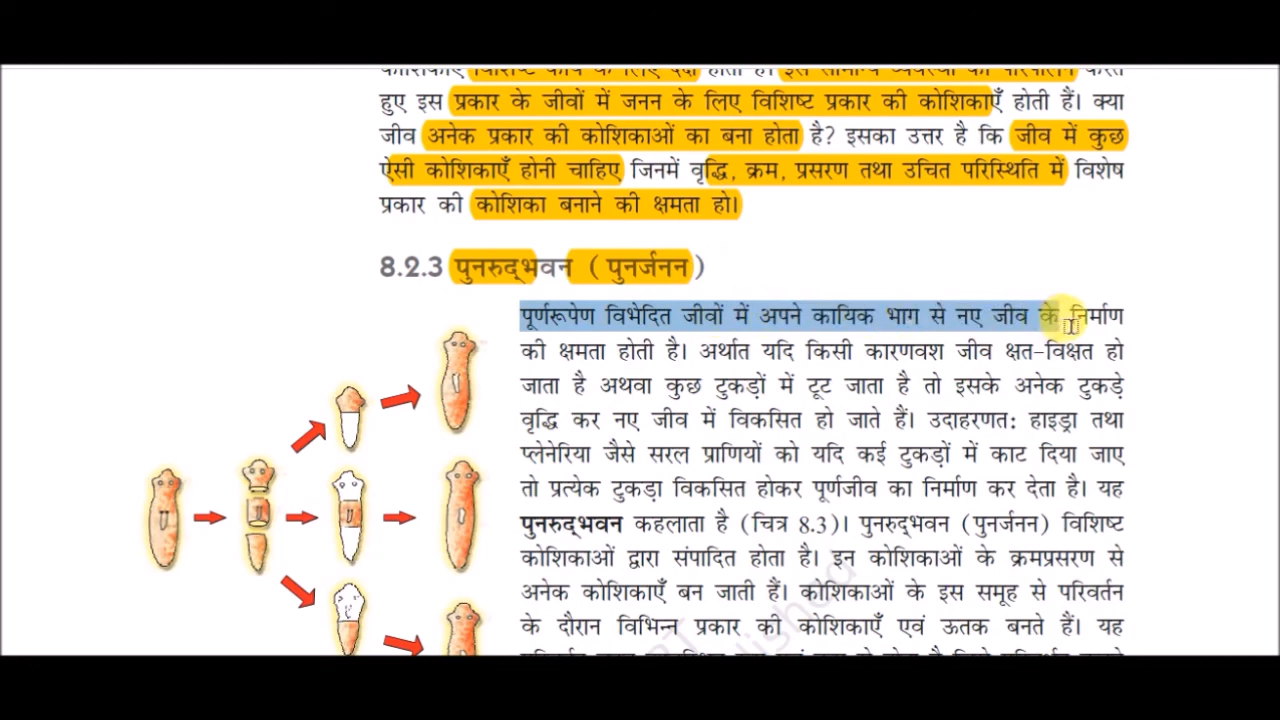 हुए इस प्रकार के जीवों में जनन के लिए विशिष्ट प्रकार की कोशिकाएँ होती हैं। क्या
जीव अनेक प्रकार की कोशिकाओं का बना होता है? इसका उत्तर है कि जीव में कुछ
ऐसी कोशिकाएँ होनी चाहिए जिनमें वृद्धि, क्रम, प्रसरण तथा उचित परिस्थिति में विशेष
प्रकार की कोशिका बनाने की क्षमता हो।
8.2.3 पुनरुद्भवन (पुनर्जनन)
पूर्णरूपेण विभेदित जीवों में अपने कायिक भाग से नए जीव के निर्माण
की क्षमता होती है। अर्थात यदि किसी कारणवश जीव क्षत-विक्षत हो
जाता है अथवा कुछ टुकड़ों में टूट जाता है तो इसके अनेक टुकड़े
वृद्धि कर नए जीव में विकसित हो जाते हैं। उदाहरणत: हाइड्रा तथा
प्लेनेरिया जैसे सरल प्राणियों को यदि कई टुकड़ों में काट दिया जाए
तो प्रत्येक टुकड़ा विकसित होकर पूर्णजीव का निर्माण कर देता है। यह
पुनरुद्भवन कहलाता है (चित्र 8.3)। पुनरुद्भवन (पुनर्जनन) विशिष्ट
कोशिकाओं द्वारा संपादित होता है। इन कोशिकाओं के क्रमप्रसरण से
अनेक कोशिकाएँ बन जाती हैं। कोशिकाओं के इस समूह से परिवर्तन
के दौरान विभिन्न प्रकार की कोशिकाएँ एवं ऊतक बनते हैं। यह